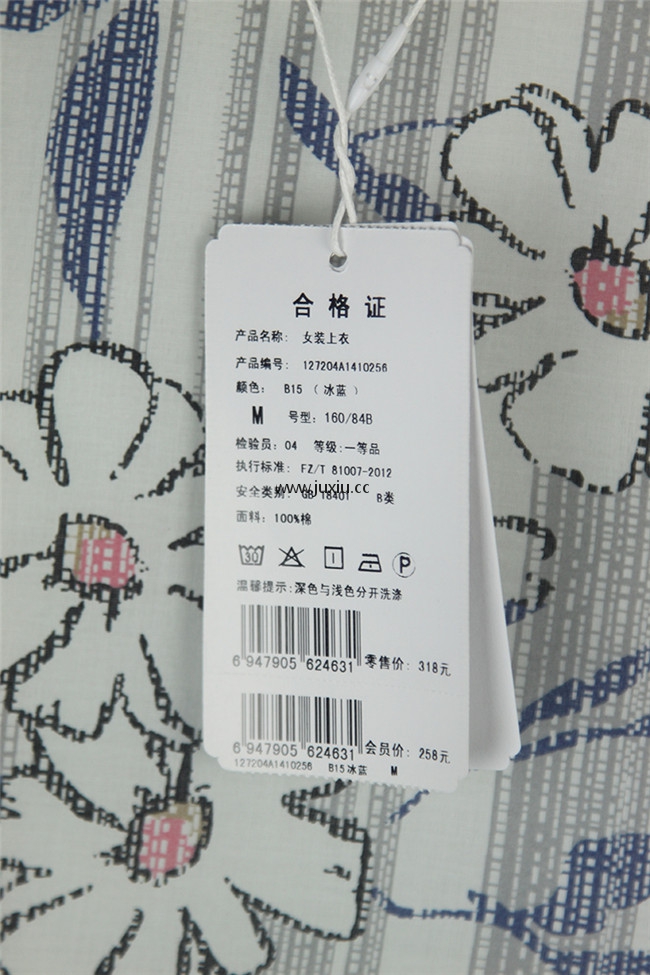 合格证
产品名称: 女装上衣
产品编号: 127204A1410256
颜色: B15 (冰蓝)
M 号型: 160/84B
检验员: 04 等级:一等品
执行标准: FZ/T 81007-2012
www.juxiu.cc
安全类别: GB 18401 B类
面料: 100%棉
30 P
温馨提示:深色与浅色分开洗涤
6 947905 624631 零售价: 318元
6 947905 624631 会员价: 258元
127204A1410256 B15冰蓝 M